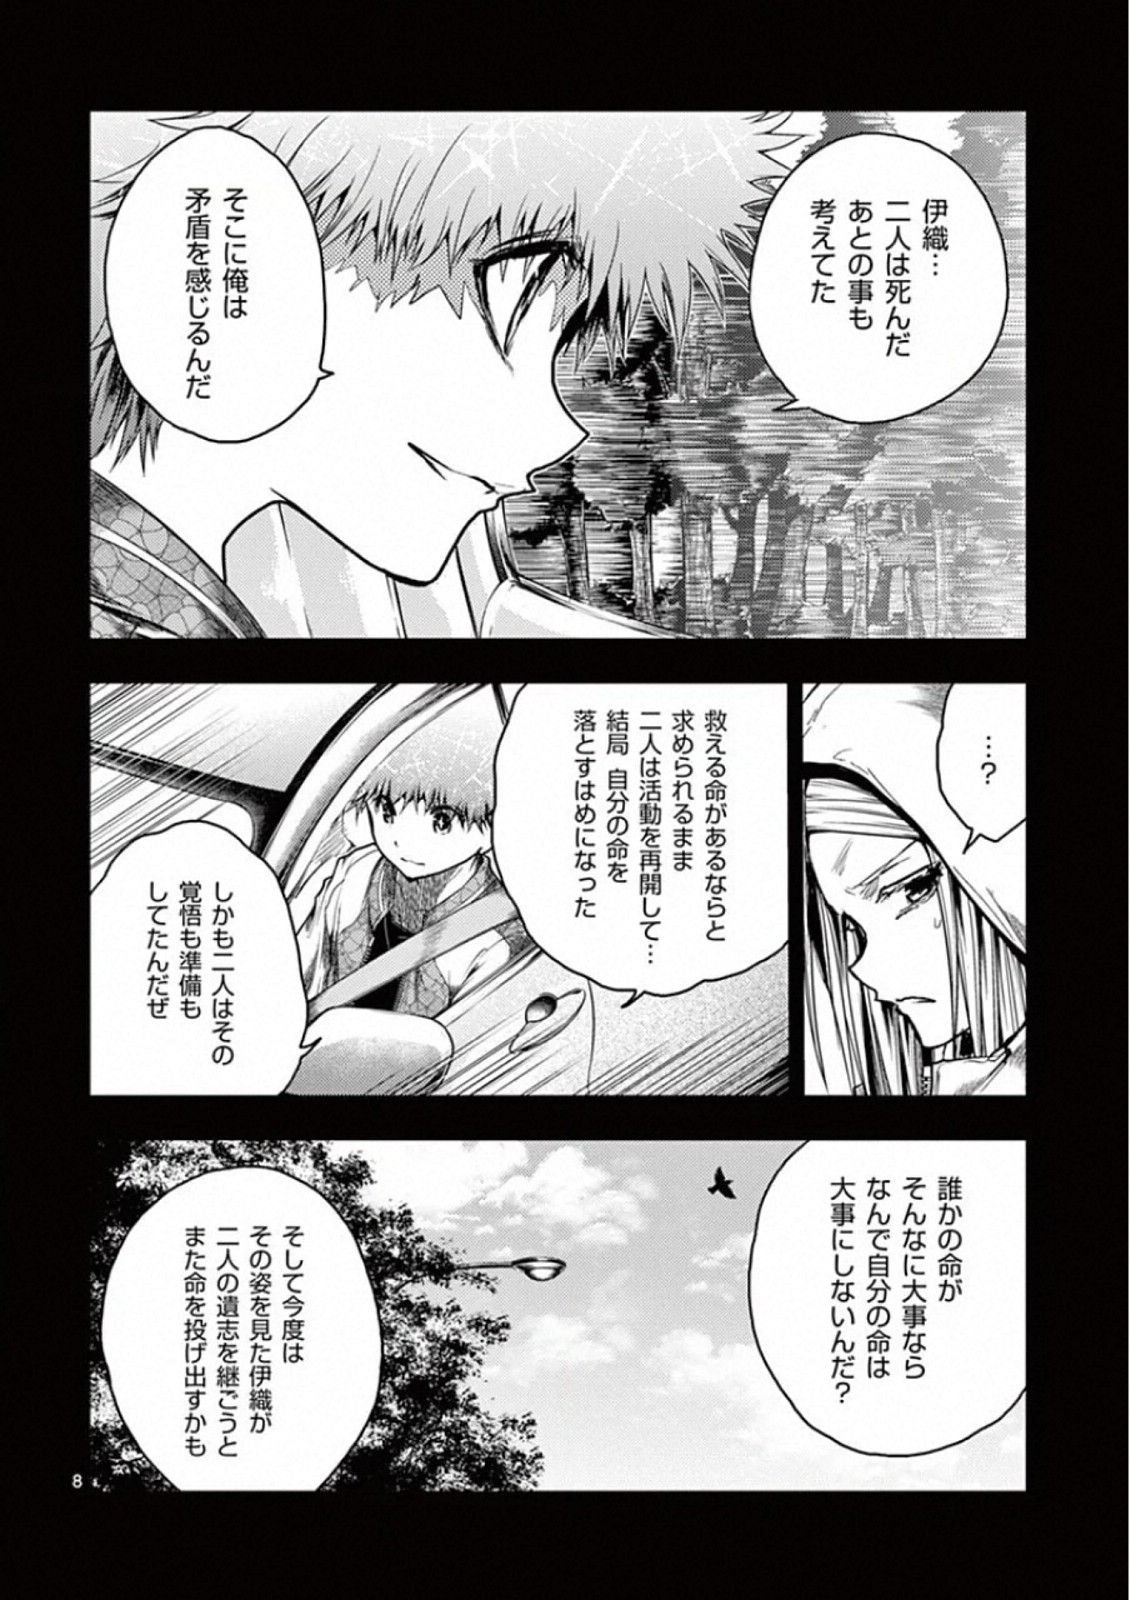 伊織…
二人は死んだ
あとの事も
考えてた
そこに俺は
矛盾を感じるんだ
…?
救える命があるならと
求められるまま
二人は活動を再開して…
結局 自分の命を
落とすはめになった
しかも二人はその
覚悟も準備も
してたんだぜ
誰かの命が
そんなに大事なら
なんで自分の命は
大事にしないんだ?
そして今度は
その姿を見た伊織が
二人の遺志を継ごうと
また命を投げ出すかも
8